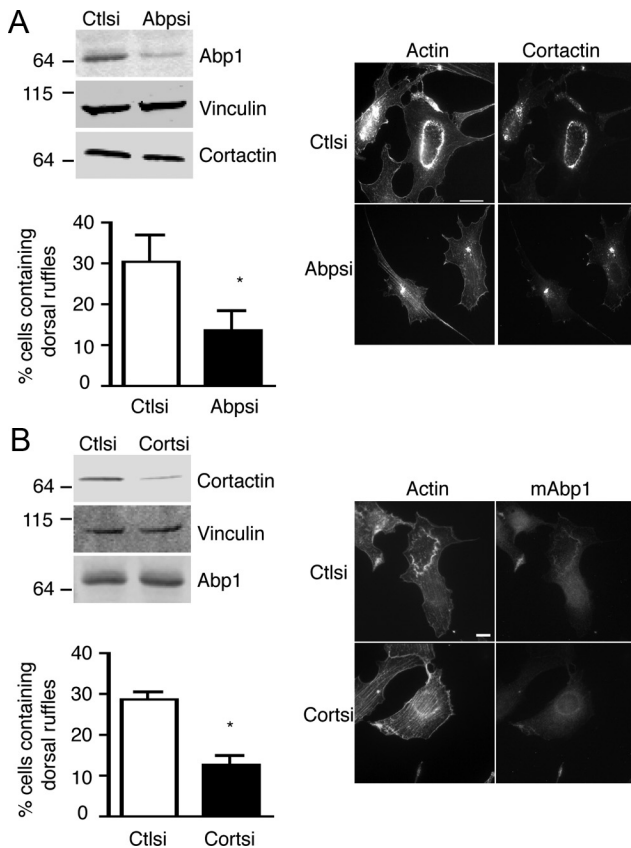 A
Ctlsi Abpsi
64 Abp1
115
Vinculin
64 Cortactin
Actin Cortactin
Ctlsi
Abpsi
% cells containing
dorsal ruffles
40
30
20
10
0
*
Ctlsi Abpsi
B
Ctlsi Cortsi
64 Cortactin
115
Vinculin
64 Abp1
Actin mAbp1
Ctlsi
Cortsi
% cells containing
dorsal ruffles
40
30
20
10
0
*
Ctlsi Cortsi